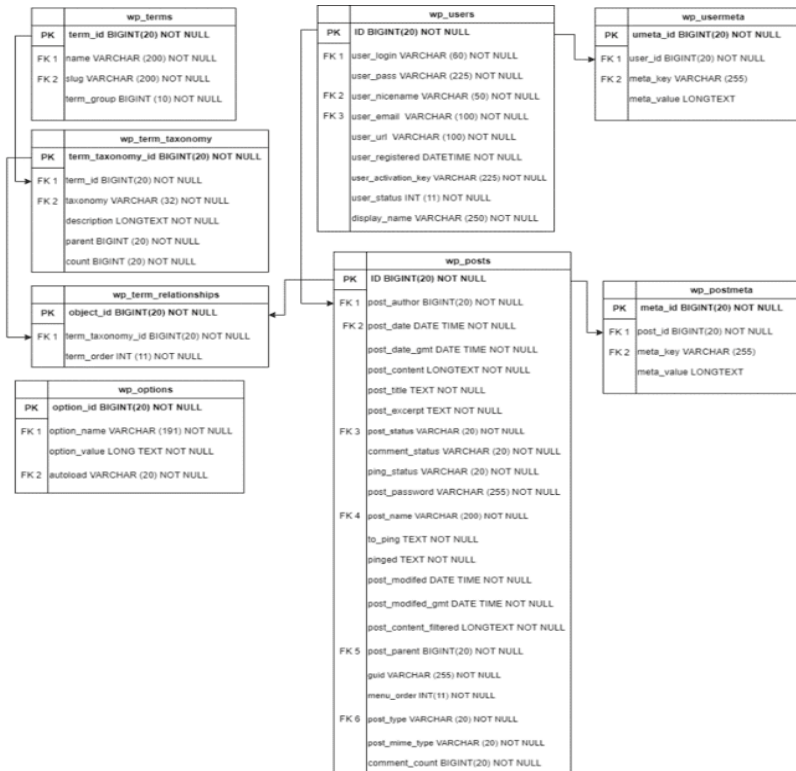 wp_terms
PK term_id BIGINT(20) NOT NULL
FK 1 name VARCHAR (200) NOT NULL
FK 2 slug VARCHAR (200) NOT NULL
term_group BIGINT (10) NOT NULL
wp_term_taxonomy
PK term_taxonomy_id BIGINT(20) NOT NULL
FK 1 term_id BIGINT(20) NOT NULL
FK 2 taxonomy VARCHAR (32) NOT NULL
description LONGTEXT NOT NULL
parent BIGINT (20) NOT NULL
count BIGINT (20) NOT NULL
wp_term_relationships
PK object_id BIGINT(20) NOT NULL
FK 1 term_taxonomy_id BIGINT(20) NOT NULL
term_order INT (11) NOT NULL
wp_options
PK option_id BIGINT(20) NOT NULL
FK 1 option_name VARCHAR (191) NOT NULL
option_value LONG TEXT NOT NULL
FK 2 autoload VARCHAR (20) NOT NULL
wp_users
PK ID BIGINT(20) NOT NULL
FK 1 user_login VARCHAR (60) NOT NULL
user_pass VARCHAR (225) NOT NULL
FK 2 user_nicename VARCHAR (50) NOT NULL
FK 3 user_email VARCHAR (100) NOT NULL
user_url VARCHAR (100) NOT NULL
user_registered DATETIME NOT NULL
user_activation_key VARCHAR (225) NOT NULL
user_status INT (11) NOT NULL
display_name VARCHAR (250) NOT NULL
wp_posts
PK ID BIGINT(20) NOT NULL
FK 1 post_author BIGINT(20) NOT NULL
FK 2 post_date DATE TIME NOT NULL
post_date_gmt DATE TIME NOT NULL
post_content LONGTEXT NOT NULL
post_title TEXT NOT NULL
post_excerpt TEXT NOT NULL
FK 3 post_status VARCHAR (20) NOT NULL
comment_status VARCHAR (20) NOT NULL
ping_status VARCHAR (20) NOT NULL
post_password VARCHAR (255) NOT NULL
FK 4 post_name VARCHAR (200) NOT NULL
to_ping TEXT NOT NULL
pinged TEXT NOT NULL
post_modifed DATE TIME NOT NULL
post_modifed_gmt DATE TIME NOT NULL
post_content_filtered LONGTEXT NOT NULL
FK 5 post_parent BIGINT(20) NOT NULL
guid VARCHAR (255) NOT NULL
menu_order INT(11) NOT NULL
FK 6 post_type VARCHAR (20) NOT NULL
post_mime_type VARCHAR (20) NOT NULL
comment_count BIGINT(20) NOT NULL
wp_usermeta
PK umeta_id BIGINT(20) NOT NULL
FK 1 user_id BIGINT(20) NOT NULL
FK 2 meta_key VARCHAR (255)
meta_value LONGTEXT
wp_postmeta
PK meta_id BIGINT(20) NOT NULL
FK 1 post_id BIGINT(20) NOT NULL
FK 2 meta_key VARCHAR (255)
meta_value LONGTEXT